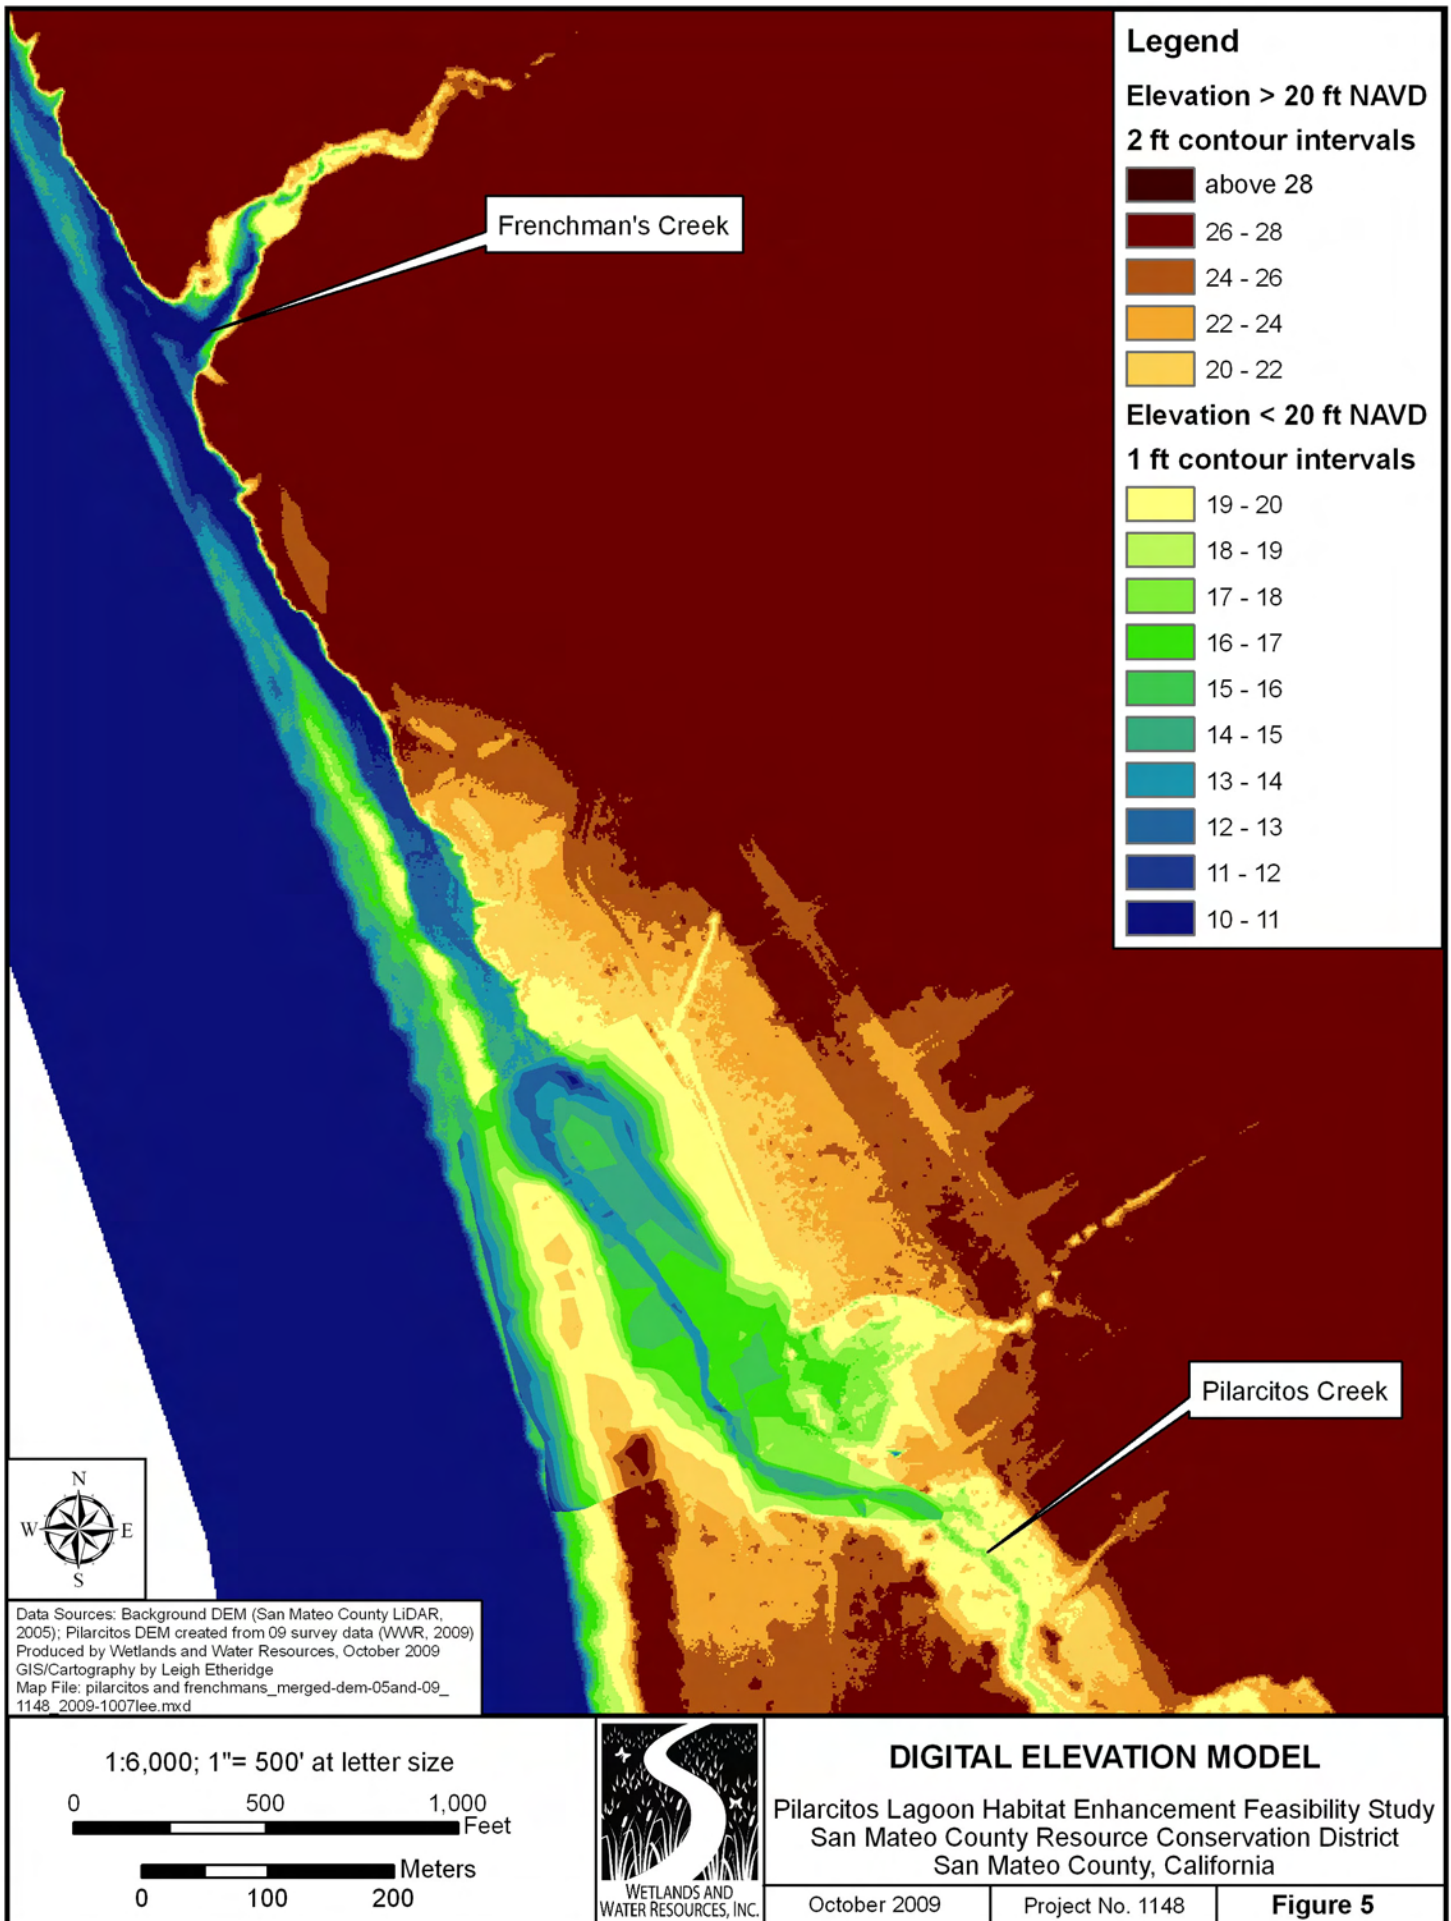 Legend
Elevation > 20 ft NAVD
2 ft contour intervals
above 28
26 - 28
24 - 26
22 - 24
20 - 22
Elevation < 20 ft NAVD
1 ft contour intervals
19 - 20
18 - 19
17 - 18
16 - 17
15 - 16
14 - 15
13 - 14
12 - 13
11 - 12
10 - 11
Frenchman's Creek
Pilarcitos Creek
N
W E
S
Data Sources: Background DEM (San Mateo County LiDAR,
2005); Pilarcitos DEM created from 09 survey data (WWR, 2009)
Produced by Wetlands and Water Resources, October 2009
GIS/Cartography by Leigh Etheridge
Map File: pilarcitos and frenchmans_merged-dem-05and-09_
1148_2009-1007lee.mxd
1:6,000; 1"= 500' at letter size
0 500 1,000
Feet
Meters
0 100 200
WETLANDS AND
WATER RESOURCES, INC.
DIGITAL ELEVATION MODEL
Pilarcitos Lagoon Habitat Enhancement Feasibility Study
San Mateo County Resource Conservation District
San Mateo County, California
October 2009
Project No. 1148
Figure 5